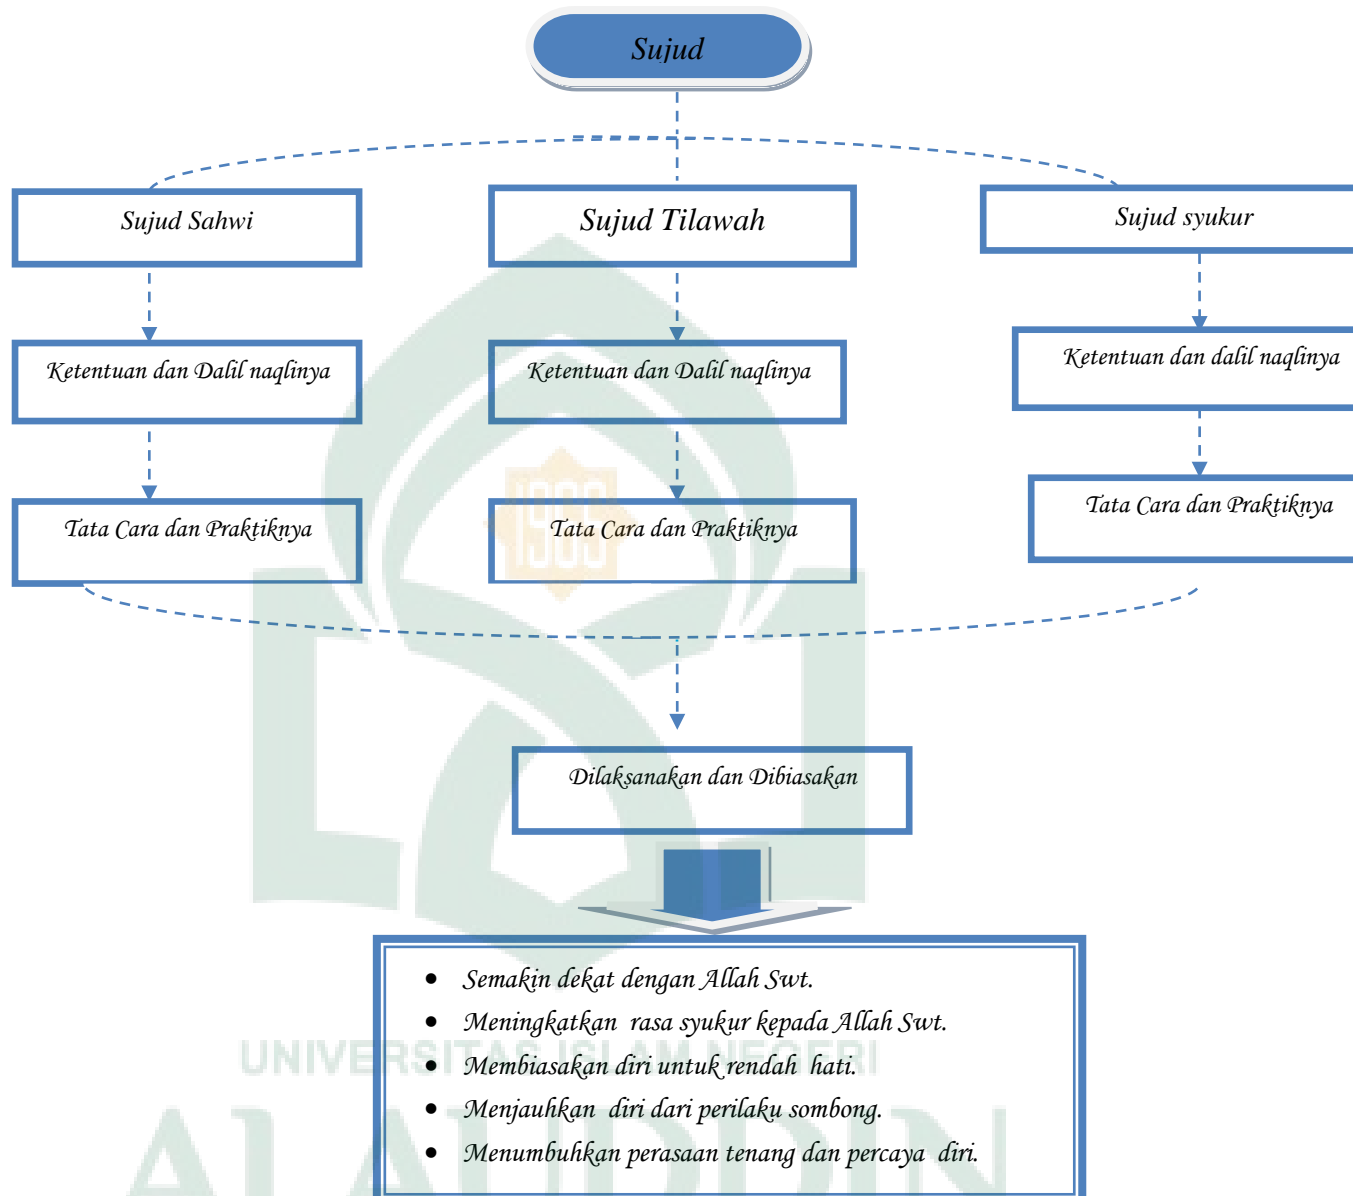 Sujud
Sujud Sahwi
Sujud Tilawah
Sujud syukur
Ketentuan dan Dalil naqlinya
Ketentuan dan Dalil naqlinya
Ketentuan dan dalil naqlinya
1965
Tata Cara dan Praktiknya
Tata Cara dan Praktiknya
Tata Cara dan Praktiknya
Dilaksanakan dan Dibiasakan
• Semakin dekat dengan Allah Swt.
• Meningkatkan rasa syukur kepada Allah Swt.
• Membiasakan diri untuk rendah hati.
• Menjauhkan diri dari perilaku sombong.
• Menumbuhkan perasaan tenang dan percaya diri.
UNIVERSITAS ISLAM NEGERI
ALAUDDIN